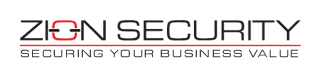 ZION SECURITY
SECURING YOUR BUSINESS VALUE